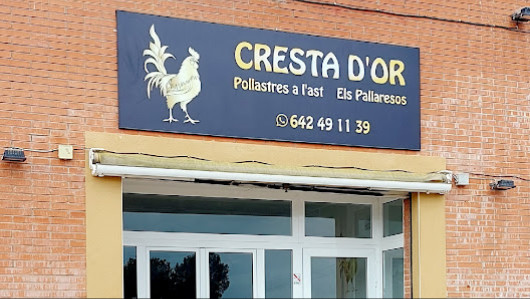 CRESTA D'OR
Pollastres a l'ast Els Pallaresos
642 49 11 39